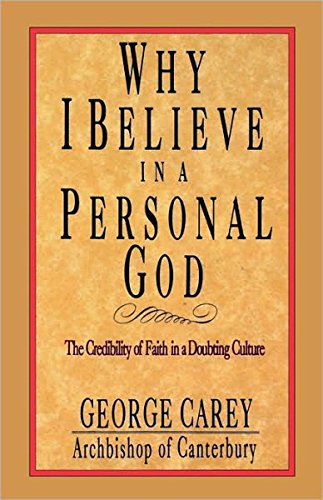 WHY
I BELIEVE
IN A
PERSONAL
GOD
The Credibility of Faith in a Doubting Culture
GEORGE CAREY
Archbishop of Canterbury